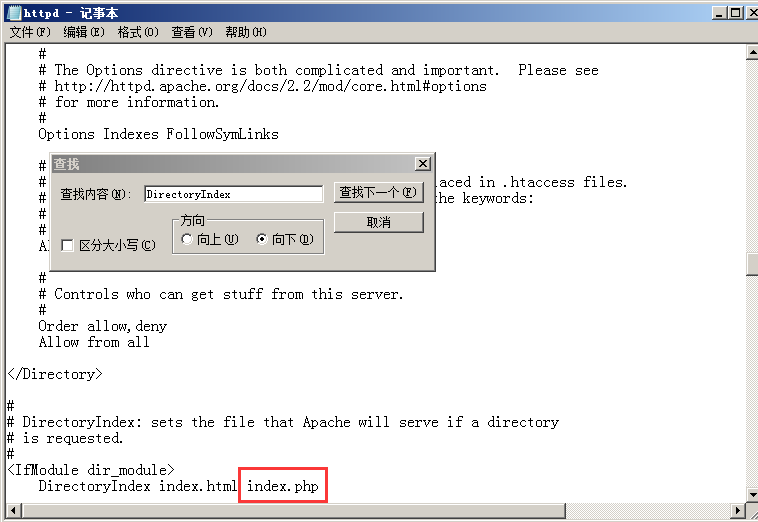 httpd - 记事本
文件(F) 编辑(E) 格式(O) 查看(V) 帮助(H)
#
# The Options directive is both complicated and important.  Please see
# http://httpd.apache.org/docs/2.2/mod/core.html#options
# for more information.
#
Options Indexes FollowSymLinks
#
查找
# laced in .htaccess files.
查找内容(N): DirectoryIndex 查找下一个(F)
# the keywords:
#
方向 取消
#
区分大小写(C) 向上(U) 向下(D)
#
# Controls who can get stuff from this server.
#
Order allow,deny
Allow from all
</Directory>
#
# DirectoryIndex: sets the file that Apache will serve if a directory
# is requested.
#
<IfModule dir_module>
DirectoryIndex index.html index.php